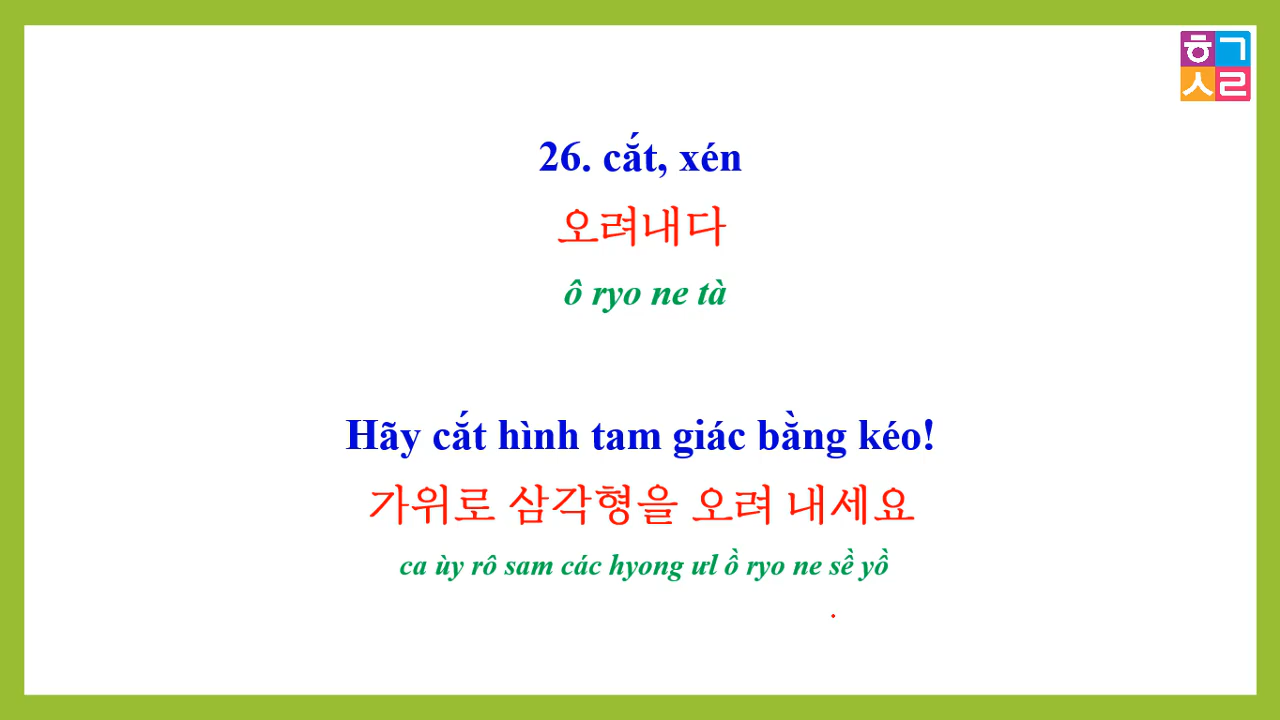 ㅎㄱ
ㅅㄹ
26. cắt, xén
오려내다
ô ryo ne tà
Hãy cắt hình tam giác bằng kéo!
가위로 삼각형을 오려 내세요
ca ùy rô sam các hyong ưl ồ ryo ne sề yồ
.